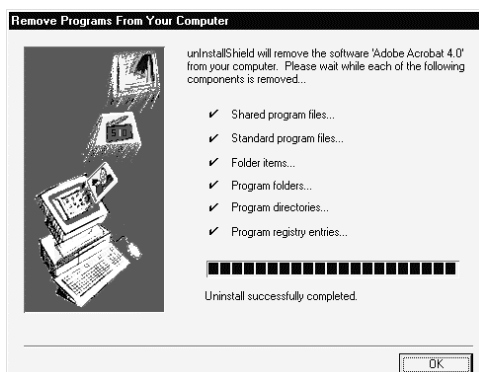 Remove Programs From Your Computer
unInstallShield will remove the software 'Adobe Acrobat 4.0'
from your computer. Please wait while each of the following
components is removed...
✔ Shared program files...
✔ Standard program files...
✔ Folder items...
✔ Program folders...
✔ Program directories...
✔ Program registry entries...
Uninstall successfully completed.
OK